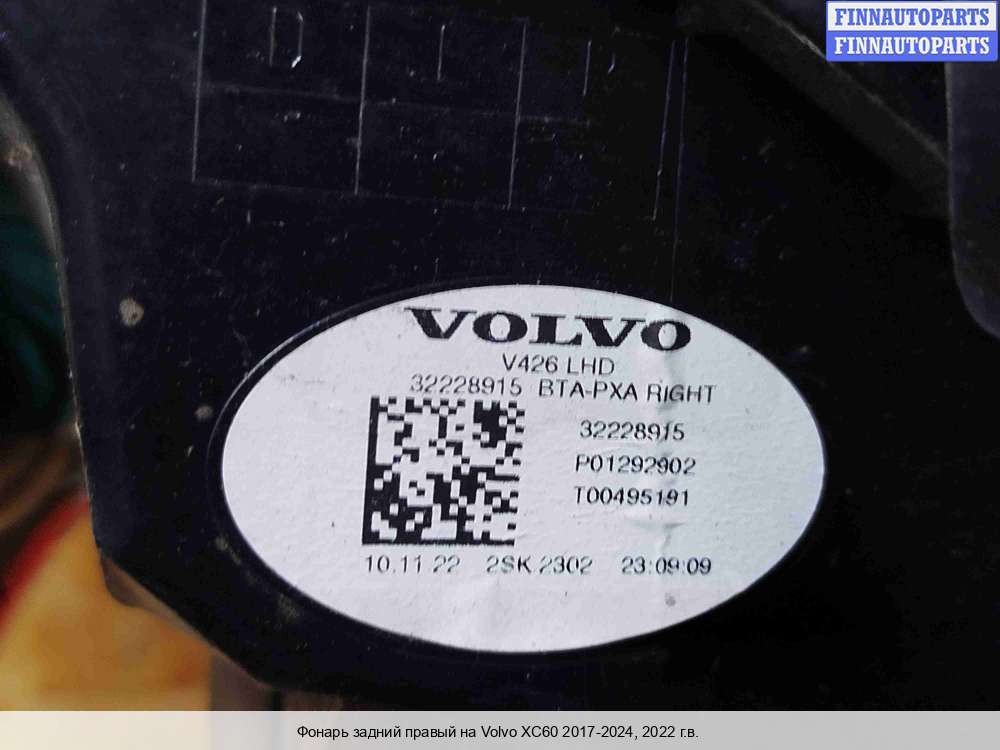 FINNAUTOPARTS
FINNAUTOPARTS
VOLVO
V426 LHD
32228915 BTA-PXA RIGHT
32228915
P01292902
T00495191
10.11.22 2SK.2302 23:09:09
Фонарь задний правый на Volvo XC60 2017-2024, 2022 г.в.